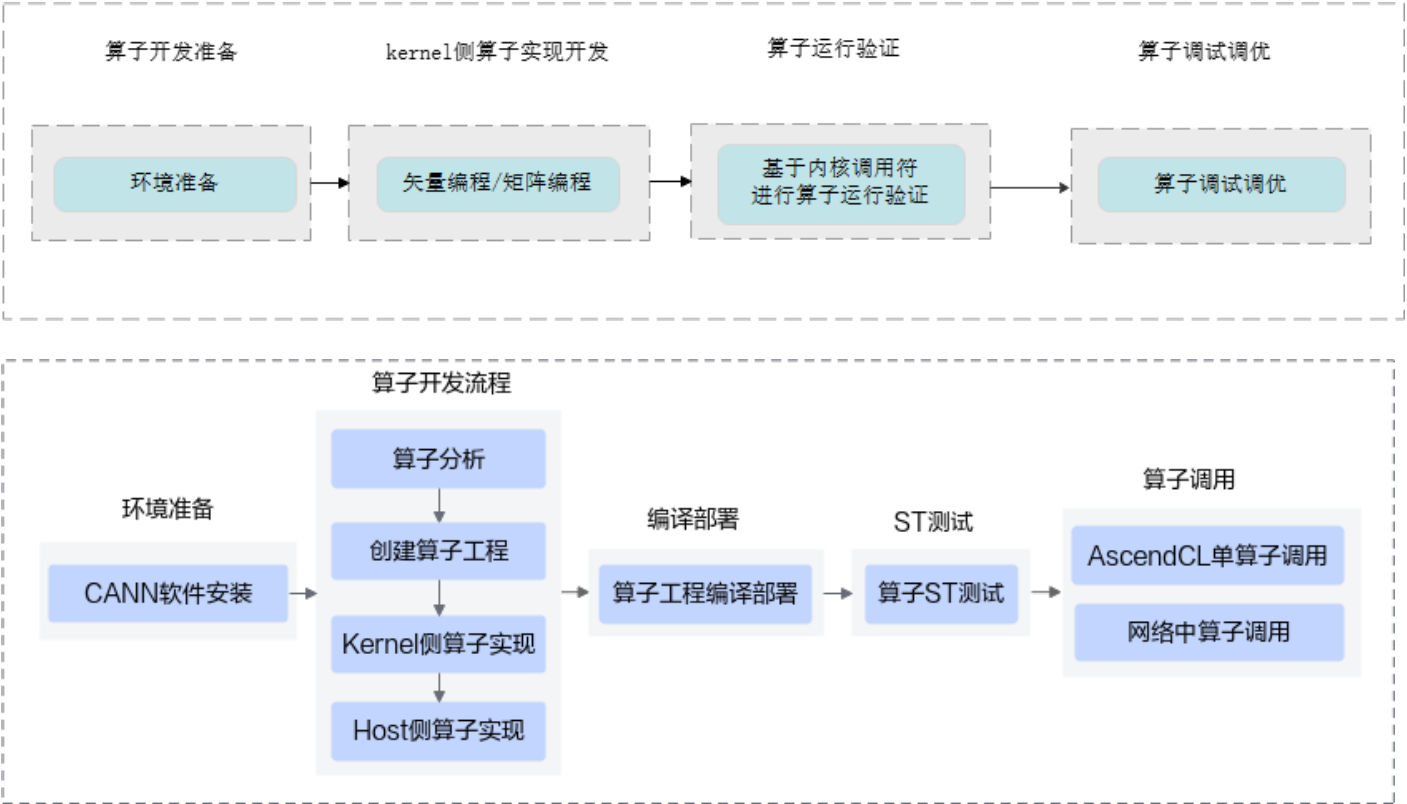 算子开发准备
kernel侧算子实现开发
算子运行验证
算子调试调优
环境准备
矢量编程/矩阵编程
基于内核调用符
进行算子运行验证
算子调试调优
环境准备
CANN软件安装
算子开发流程
算子分析
创建算子工程
Kernel侧算子实现
Host侧算子实现
编译部署
算子工程编译部署
ST测试
算子ST测试
算子调用
AscendCL单算子调用
网络中算子调用